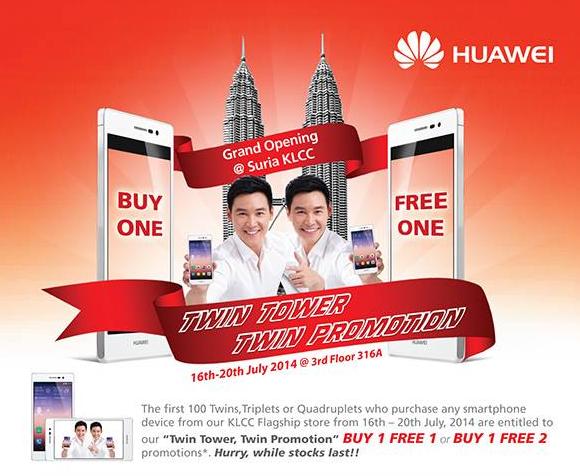 HUAWEI
Grand Opening
@ Suria KLCC
BUY
ONE
FREE
ONE
TWIN TOWER
TWIN PROMOTION
16th-20th July 2014 @ 3rd Floor 316A
HUAWEI
HUAWEI
The first 100 Twins,Triplets or Quadruplets who purchase any smartphone
device from our KLCC Flagship store from 16th – 20th July, 2014 are entitled to
our "Twin Tower, Twin Promotion" BUY 1 FREE 1 or BUY 1 FREE 2
promotions*. Hurry, while stocks last!!